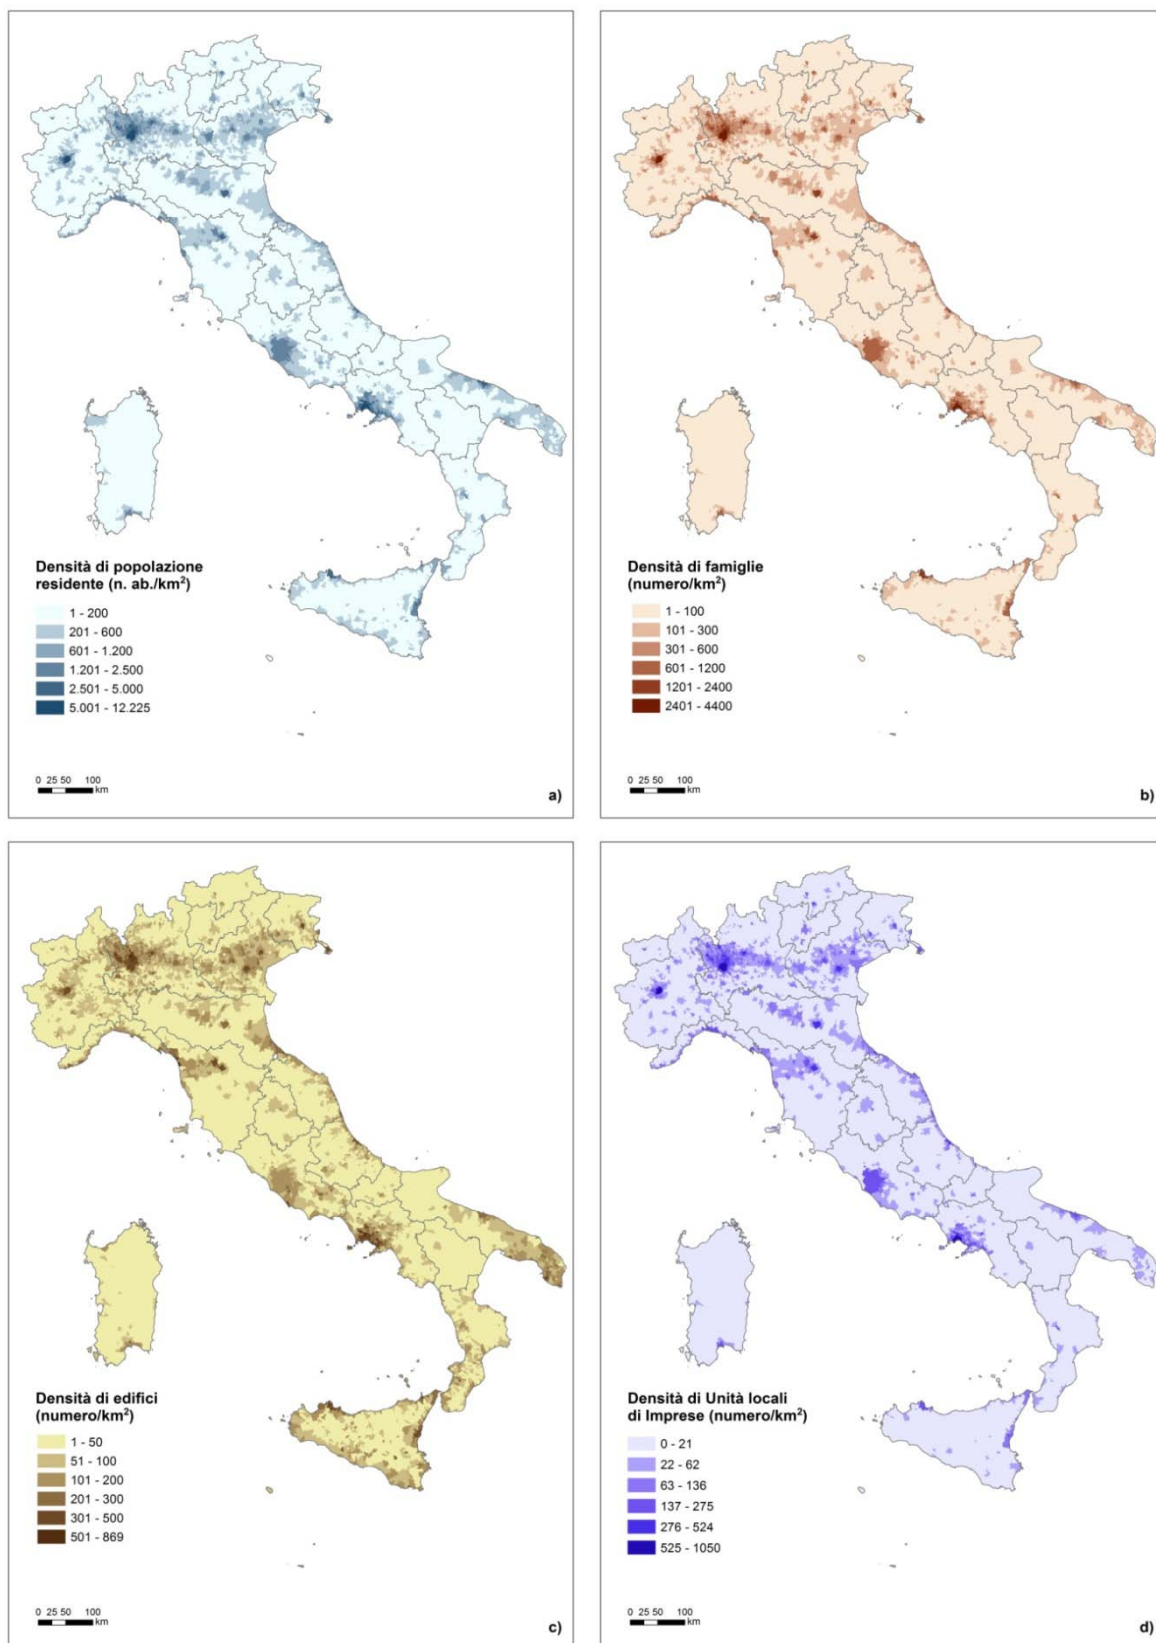 Densità di popolazione
residente (n. ab./km²)
1 - 200
201 - 600
601 - 1.200
1.201 - 2.500
2.501 - 5.000
5.001 - 12.225
0 25 50 100
km
a)
Densità di famiglie
(numero/km²)
1 - 100
101 - 300
301 - 600
601 - 1200
1201 - 2400
2401 - 4400
0 25 50 100
km
b)
Densità di edifici
(numero/km²)
1 - 50
51 - 100
101 - 200
201 - 300
301 - 500
501 - 869
0 25 50 100
km
c)
Densità di Unità locali
di Imprese (numero/km²)
0 - 21
22 - 62
63 - 136
137 - 275
276 - 524
525 - 1050
0 25 50 100
km
d)